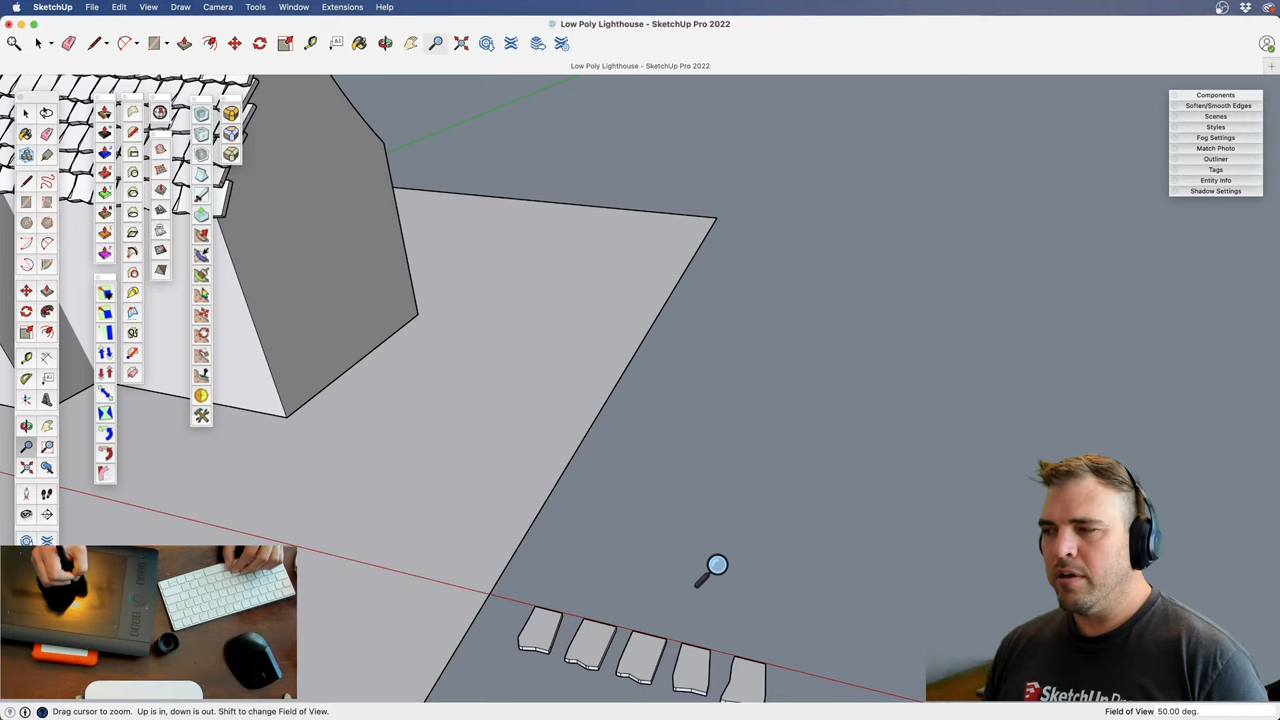 SketchUp File Edit View Draw Camera Tools Window Extensions Help
Low Poly Lighthouse - SketchUp Pro 2022
Low Poly Lighthouse - SketchUp Pro 2022
Components
Soften/Smooth Edges
Scenes
Styles
Fog Settings
Match Photo
Outliner
Tags
Entity Info
Shadow Settings
SketchUp
Drag cursor to zoom. Up is in, down is out. Shift to change Field of View.
Field of View 50.00 deg.